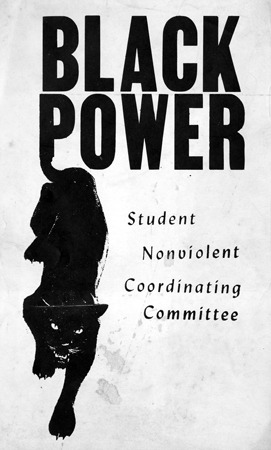 BLACK
POWER
Student
Nonviolent
Coordinating
Committee